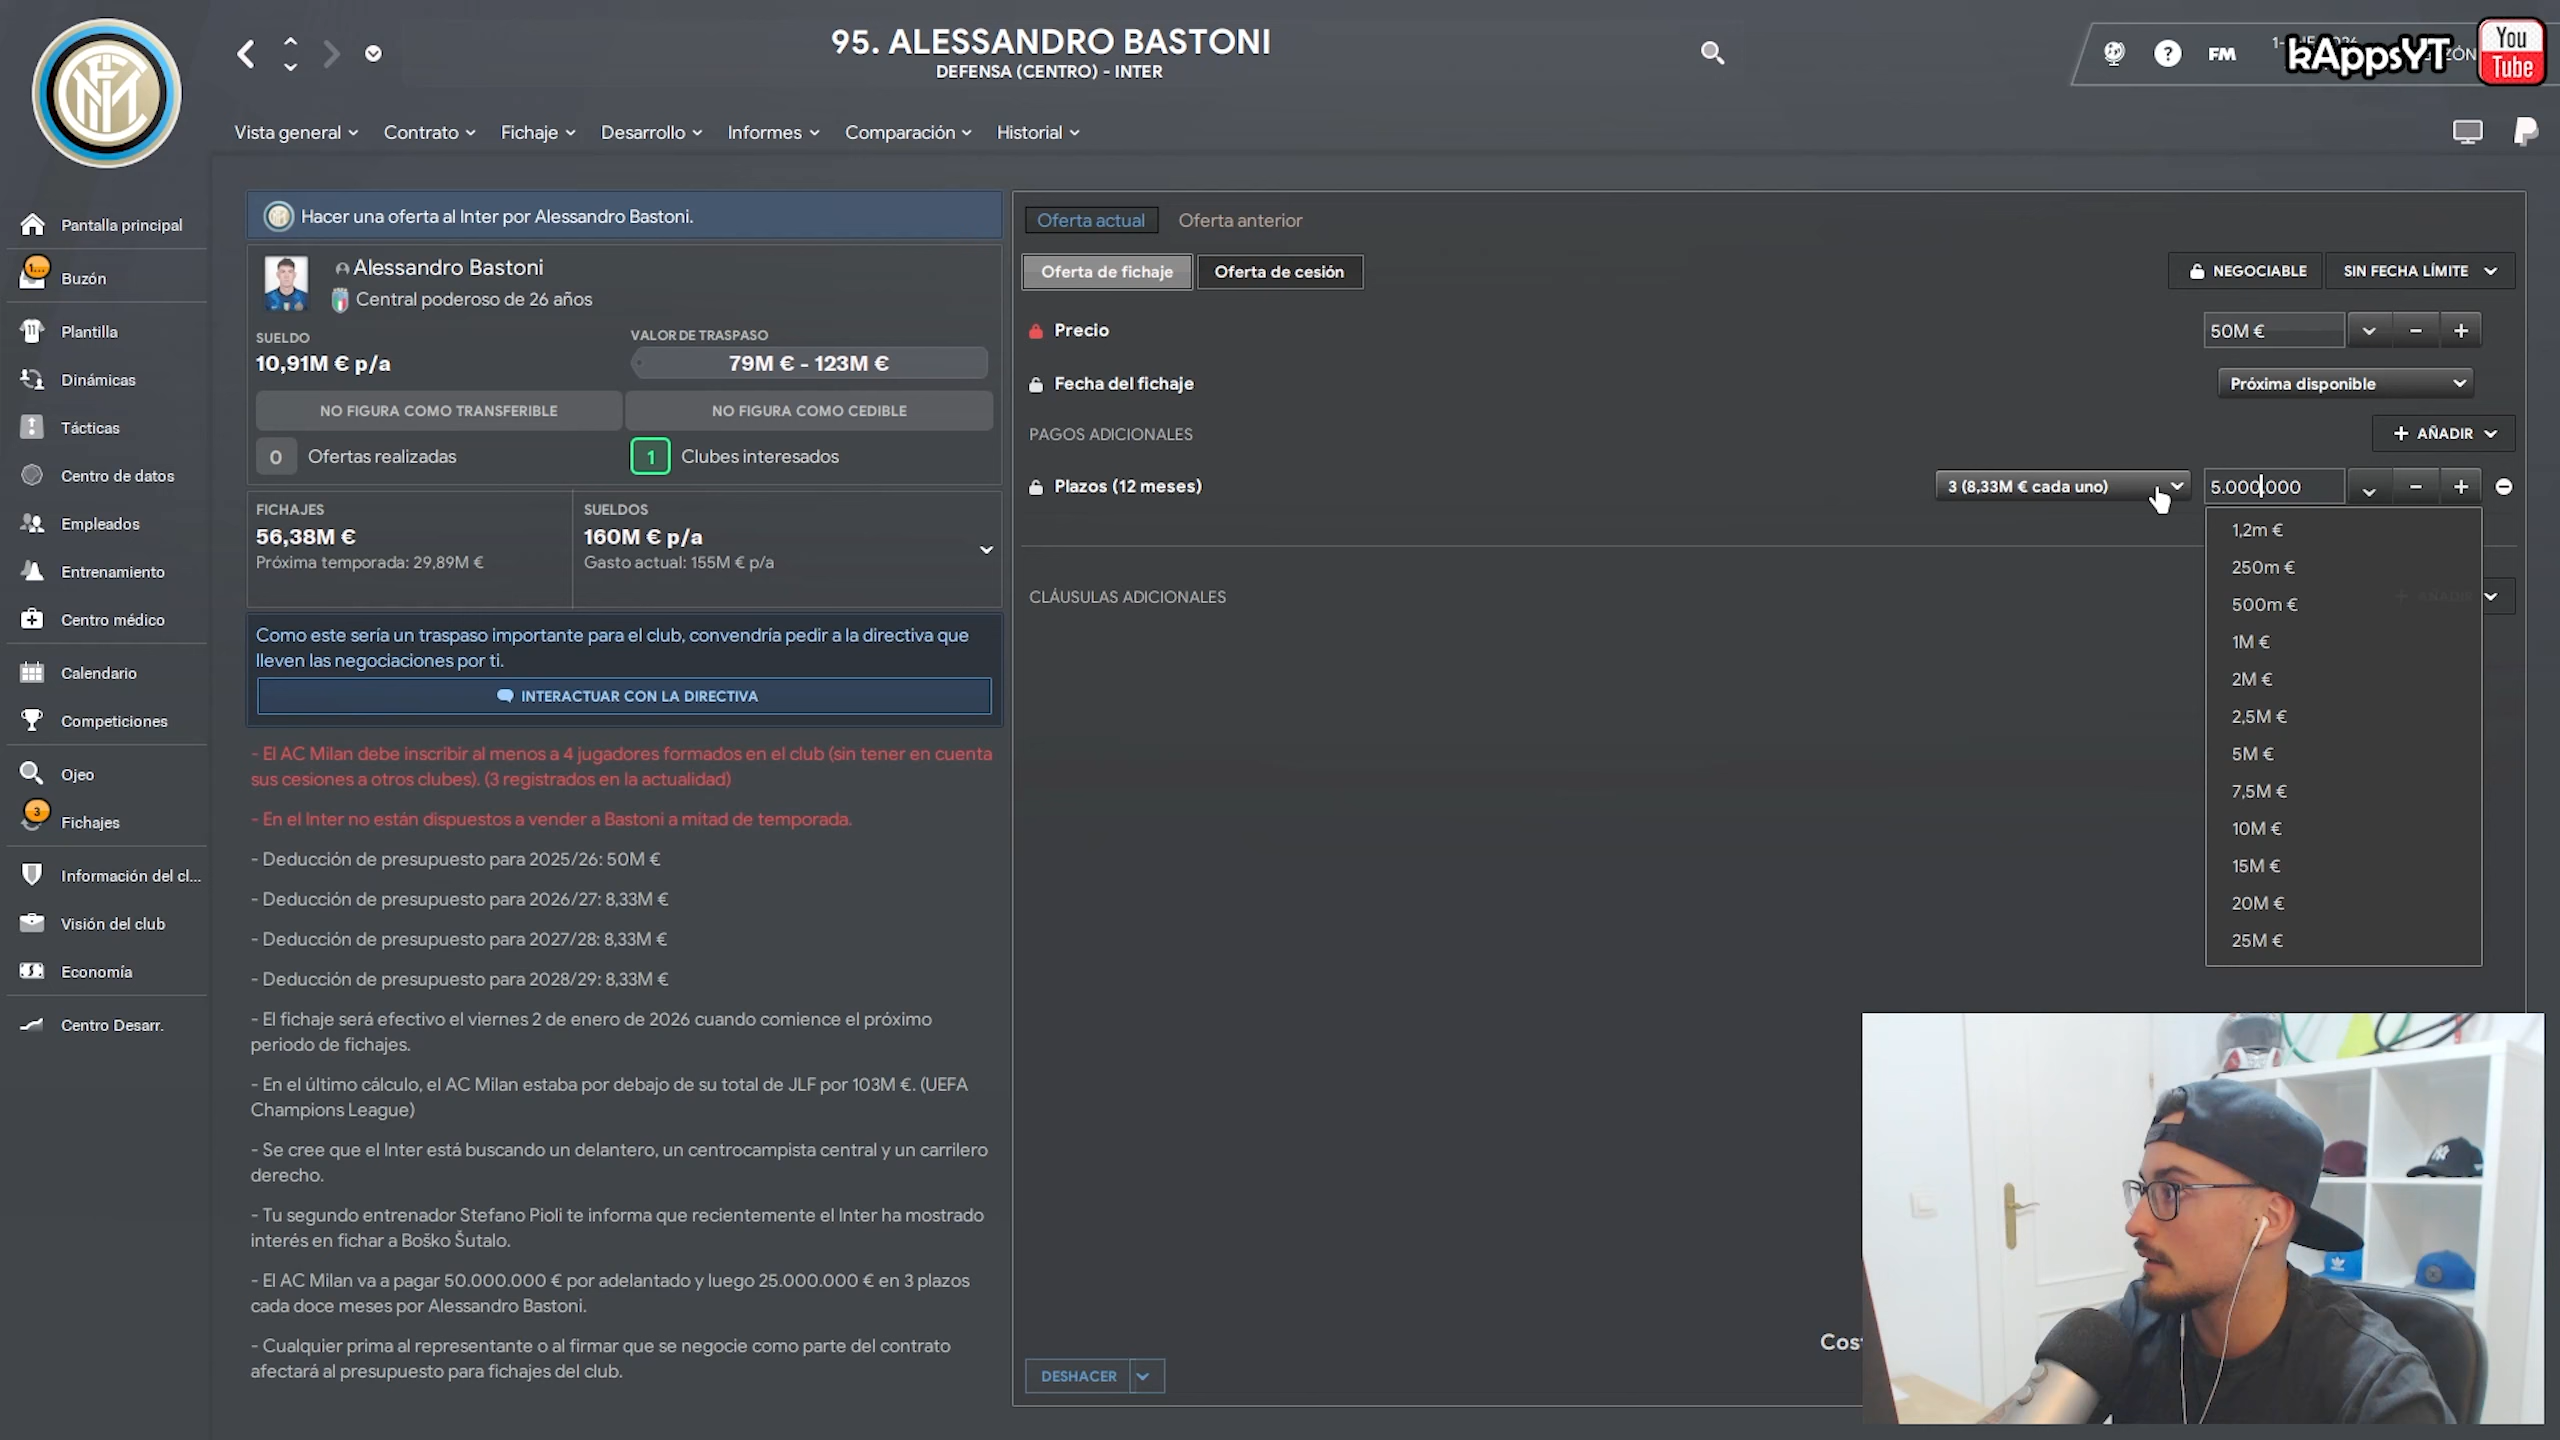 95. ALESSANDRO BASTONI
DEFENSA (CENTRO) - INTER
FM
kAppsYT
You
Tube
Vista general
Contrato
Fichaje
Desarrollo
Informes
Comparación
Historial
Pantalla principal
1...
Buzón
11
Plantilla
Dinámicas
Tácticas
Centro de datos
Empleados
Entrenamiento
Centro médico
Calendario
Competiciones
Ojeo
3
Fichajes
Información del cl...
Visión del club
Economía
Centro Desarr.
Hacer una oferta al Inter por Alessandro Bastoni.
Alessandro Bastoni
Central poderoso de 26 años
SUELDO
10,91M € p/a
VALOR DE TRASPASO
79M € - 123M €
NO FIGURA COMO TRANSFERIBLE
NO FIGURA COMO CEDIBLE
0 Ofertas realizadas
1 Clubes interesados
FICHAJES
56,38M €
Próxima temporada: 29,89M €
SUELDOS
160M € p/a
Gasto actual: 155M € p/a
Como este sería un traspaso importante para el club, convendría pedir a la directiva que
lleven las negociaciones por ti.
INTERACTUAR CON LA DIRECTIVA
- El AC Milan debe inscribir al menos a 4 jugadores formados en el club (sin tener en cuenta
sus cesiones a otros clubes). (3 registrados en la actualidad)
- En el Inter no están dispuestos a vender a Bastoni a mitad de temporada.
- Deducción de presupuesto para 2025/26: 50M €
- Deducción de presupuesto para 2026/27: 8,33M €
- Deducción de presupuesto para 2027/28: 8,33M €
- Deducción de presupuesto para 2028/29: 8,33M €
- El fichaje será efectivo el viernes 2 de enero de 2026 cuando comience el próximo
periodo de fichajes.
- En el último cálculo, el AC Milan estaba por debajo de su total de JLF por 103M €. (UEFA
Champions League)
- Se cree que el Inter está buscando un delantero, un centrocampista central y un carrilero
derecho.
- Tu segundo entrenador Stefano Pioli te informa que recientemente el Inter ha mostrado
interés en fichar a Boško Šutalo.
- El AC Milan va a pagar 50.000.000 € por adelantado y luego 25.000.000 € en 3 plazos
cada doce meses por Alessandro Bastoni.
- Cualquier prima al representante o al firmar que se negocie como parte del contrato
afectará al presupuesto para fichajes del club.
Oferta actual
Oferta anterior
Oferta de fichaje
Oferta de cesión
NEGOCIABLE
SIN FECHA LÍMITE
Precio
50M €
Fecha del fichaje
Próxima disponible
PAGOS ADICIONALES
+ AÑADIR
Plazos (12 meses)
3 (8,33M € cada uno)
5.000.000
1,2m €
250m €
500m €
1M €
2M €
2,5M €
5M €
7,5M €
10M €
15M €
20M €
25M €
CLÁUSULAS ADICIONALES
+ AÑADIR
DESHACER